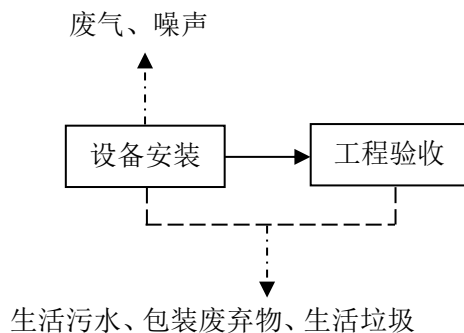 废气、噪声
设备安装
工程验收
生活污水、包装废弃物、生活垃圾